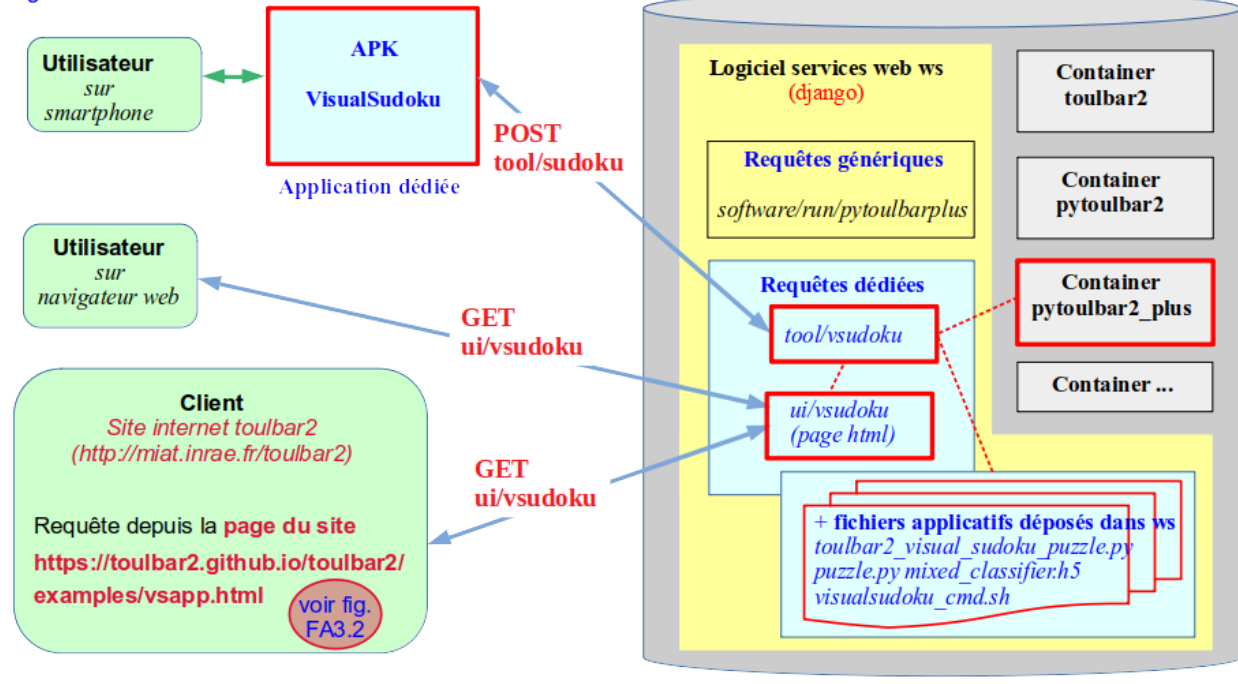 Utilisateur
sur
smartphone
APK
VisualSudoku
Application dédiée
POST
tool/sudoku
Utilisateur
sur
navigateur web
GET
ui/vsudoku
Client
Site internet toulbar2
(http://miat.inrae.fr/toulbar2)
Requête depuis la page du site
https://toulbar2.github.io/toulbar2/
examples/vsapp.html
voir fig.
FA3.2
GET
ui/vsudoku
Logiciel services web ws
(django)
Requêtes génériques
software/run/pytoulbarplus
Requêtes dédiées
tool/vsudoku
ui/vsudoku
(page html)
+ fichiers applicatifs déposés dans ws
toulbar2_visual_sudoku_puzzle.py
puzzle.py mixed_classifier.h5
visualsudoku_cmd.sh
Container
toulbar2
Container
pytoulbar2
Container
pytoulbar2_plus
Container ...